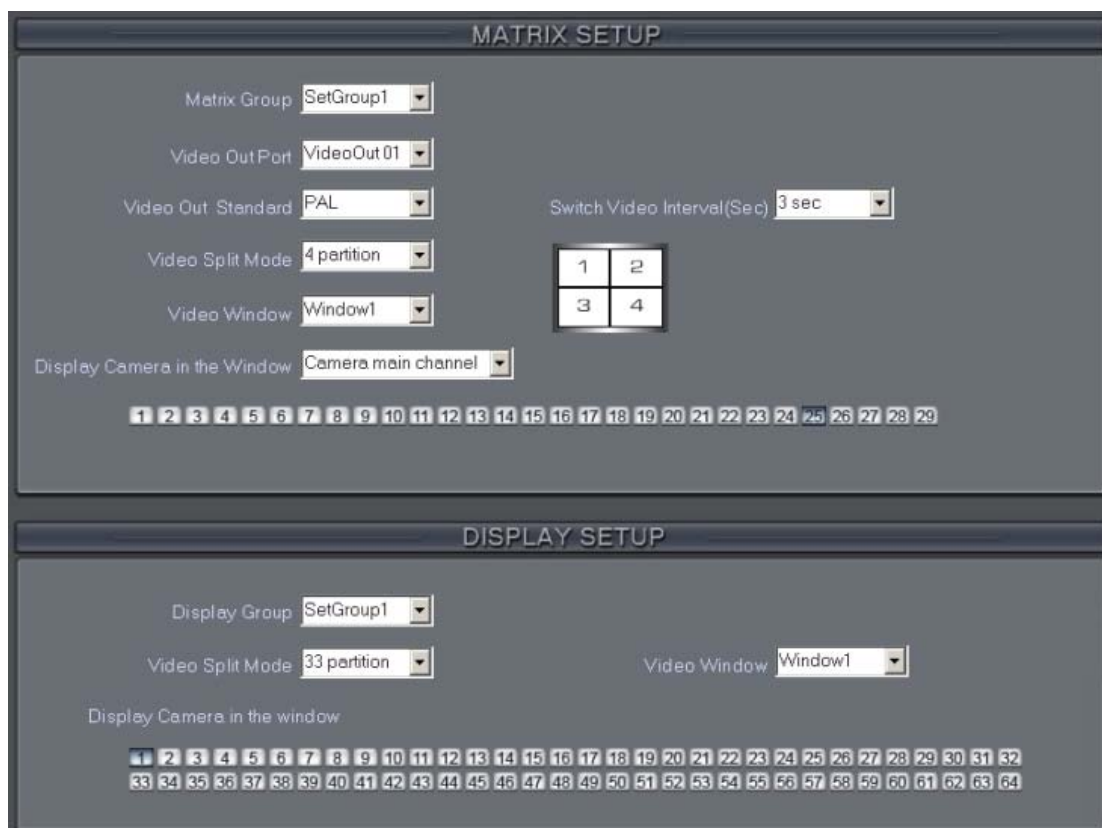 MATRIX SETUP
Matrix Group SetGroup1
Video Out Port VideoOut 01
Video Out Standard PAL Switch Video Interval(Sec) 3 sec
Video Split Mode 4 partition
1 2
3 4
Video Window Window1
Display Camera in the Window Camera main channel
1 2 3 4 5 6 7 8 9 10 11 12 13 14 15 16 17 18 19 20 21 22 23 24 25 26 27 28 29
DISPLAY SETUP
Display Group SetGroup1
Video Split Mode 33 partition Video Window Window1
Display Camera in the window
1 2 3 4 5 6 7 8 9 10 11 12 13 14 15 16 17 18 19 20 21 22 23 24 25 26 27 28 29 30 31 32
33 34 35 36 37 38 39 40 41 42 43 44 45 46 47 48 49 50 51 52 53 54 55 56 57 58 59 60 61 62 63 64